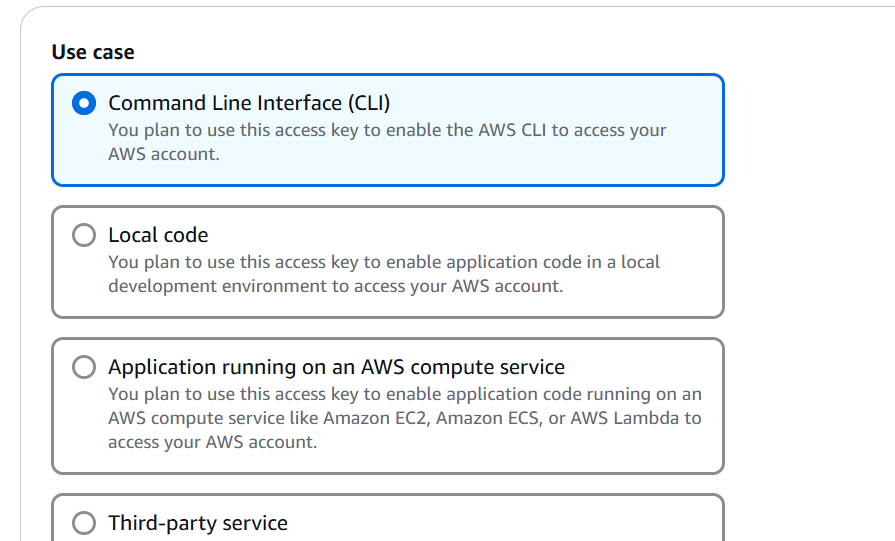 Use case
Command Line Interface (CLI)
You plan to use this access key to enable the AWS CLI to access your
AWS account.
Local code
You plan to use this access key to enable application code in a local
development environment to access your AWS account.
Application running on an AWS compute service
You plan to use this access key to enable application code running on an
AWS compute service like Amazon EC2, Amazon ECS, or AWS Lambda to
access your AWS account.
Third-party service